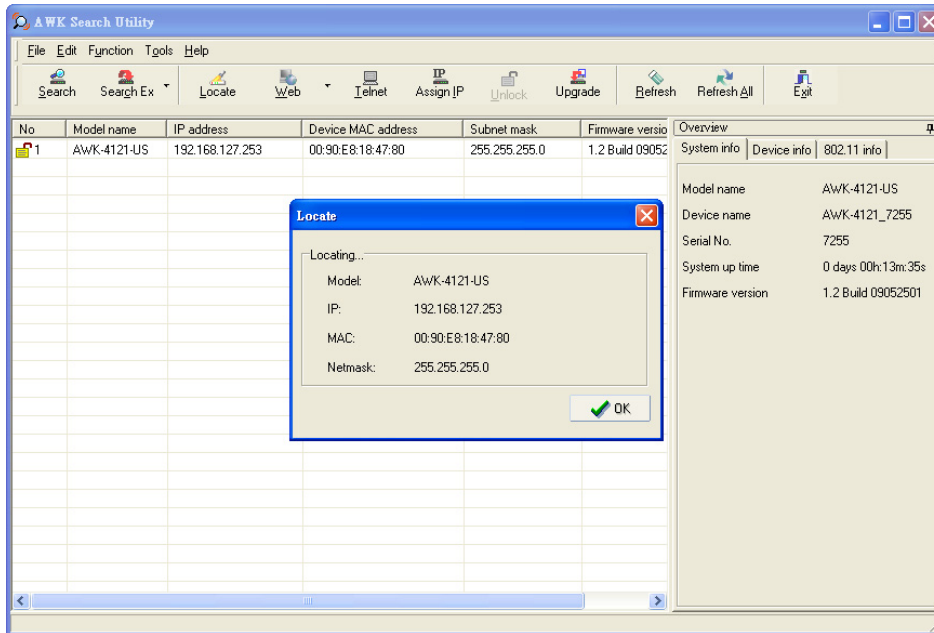 AWK Search Utility
File Edit Function Tools Help
Search Search Ex Locate Web Telnet Assign IP Unlock Upgrade Refresh Refresh All Exit
No Model name IP address Device MAC address Subnet mask Firmware versio
1 AWK-4121-US 192.168.127.253 00:90:E8:18:47:80 255.255.255.0 1.2 Build 09052
Overview
System info Device info 802.11 info
Model name AWK-4121-US
Device name AWK-4121_7255
Serial No. 7255
System up time 0 days 00h:13m:35s
Firmware version 1.2 Build 09052501
Locate
Locating...
Model: AWK-4121-US
IP: 192.168.127.253
MAC: 00:90:E8:18:47:80
Netmask: 255.255.255.0
OK